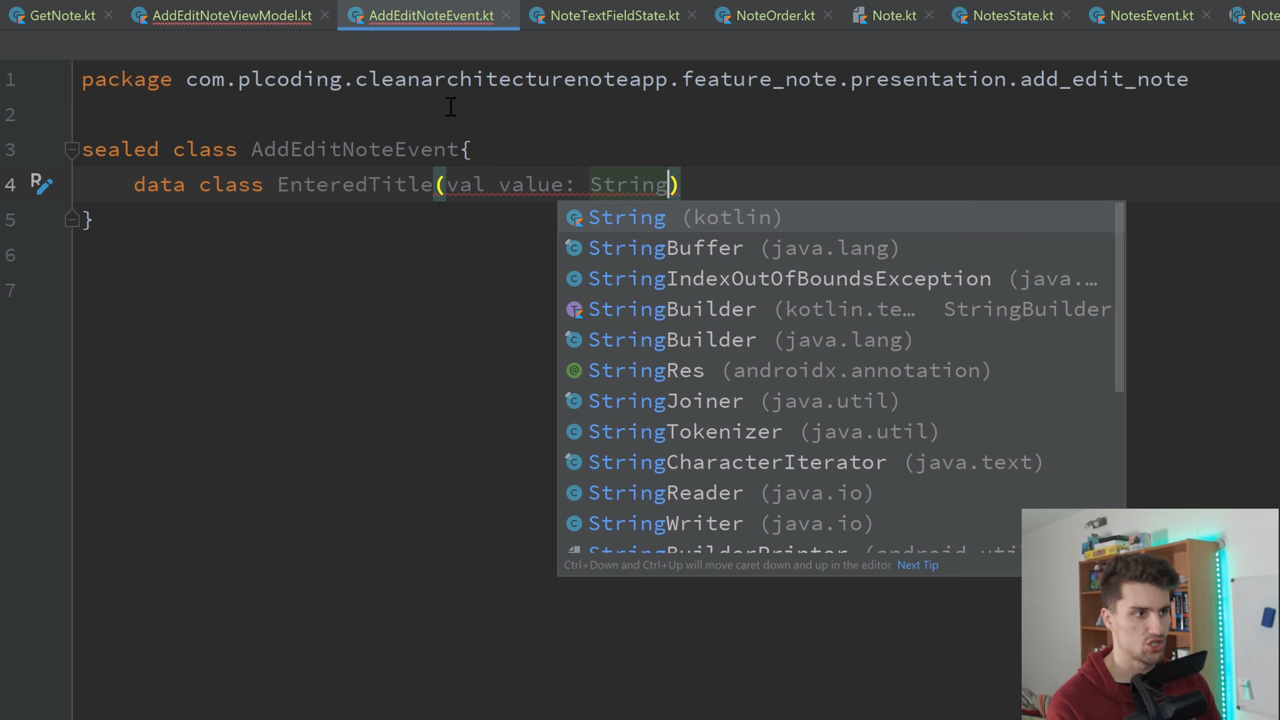 GetNote.kt AddEditNoteViewModel.kt AddEditNoteEvent.kt NoteTextFieldState.kt NoteOrder.kt Note.kt NotesState.kt NotesEvent.kt Note
1 package com.plcoding.cleanarchitecturenoteapp.feature_note.presentation.add_edit_note
2
3 sealed class AddEditNoteEvent{
4 data class EnteredTitle(val value: String)
5 }
6
7
String (kotlin)
StringBuffer (java.lang)
StringIndexOutOfBoundsException (java.…
StringBuilder (kotlin.te… StringBuilder
StringBuilder (java.lang)
StringRes (androidx.annotation)
StringJoiner (java.util)
StringTokenizer (java.util)
StringCharacterIterator (java.text)
StringReader (java.io)
StringWriter (java.io)
StringBuilderPrinter (android.util
Ctrl+Down and Ctrl+Up will move caret down and up in the editor Next Tip